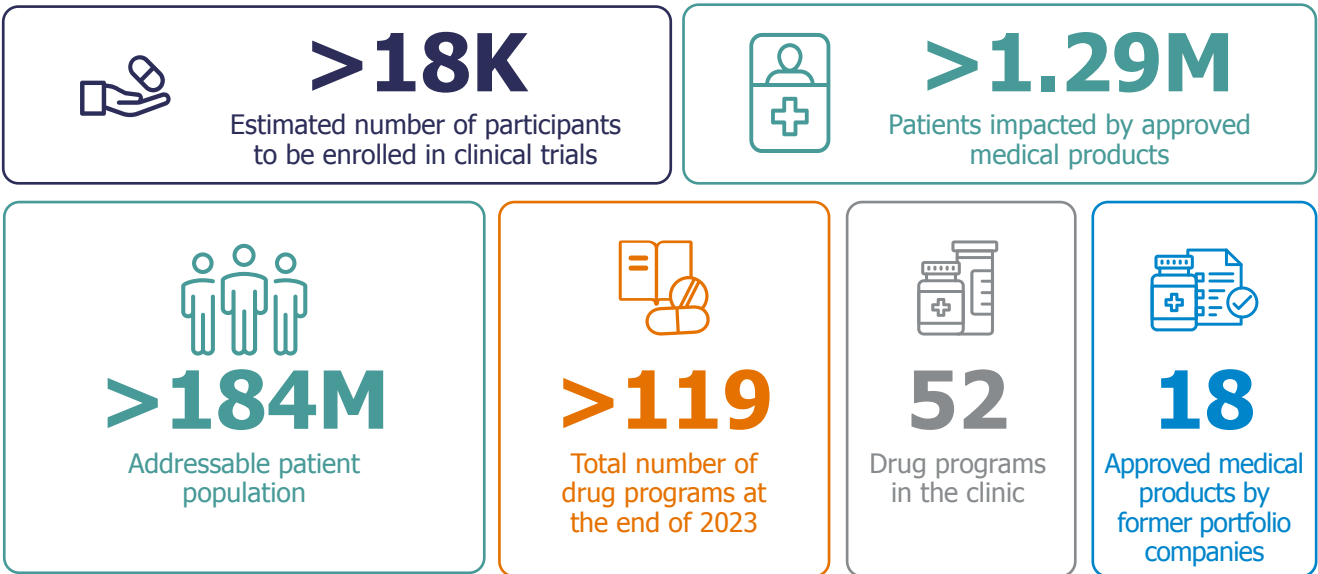 >18K
Estimated number of participants
to be enrolled in clinical trials
>1.29M
Patients impacted by approved
medical products
>184M
Addressable patient
population
>119
Total number of
drug programs at
the end of 2023
52
Drug programs
in the clinic
18
Approved medical
products by
former portfolio
companies